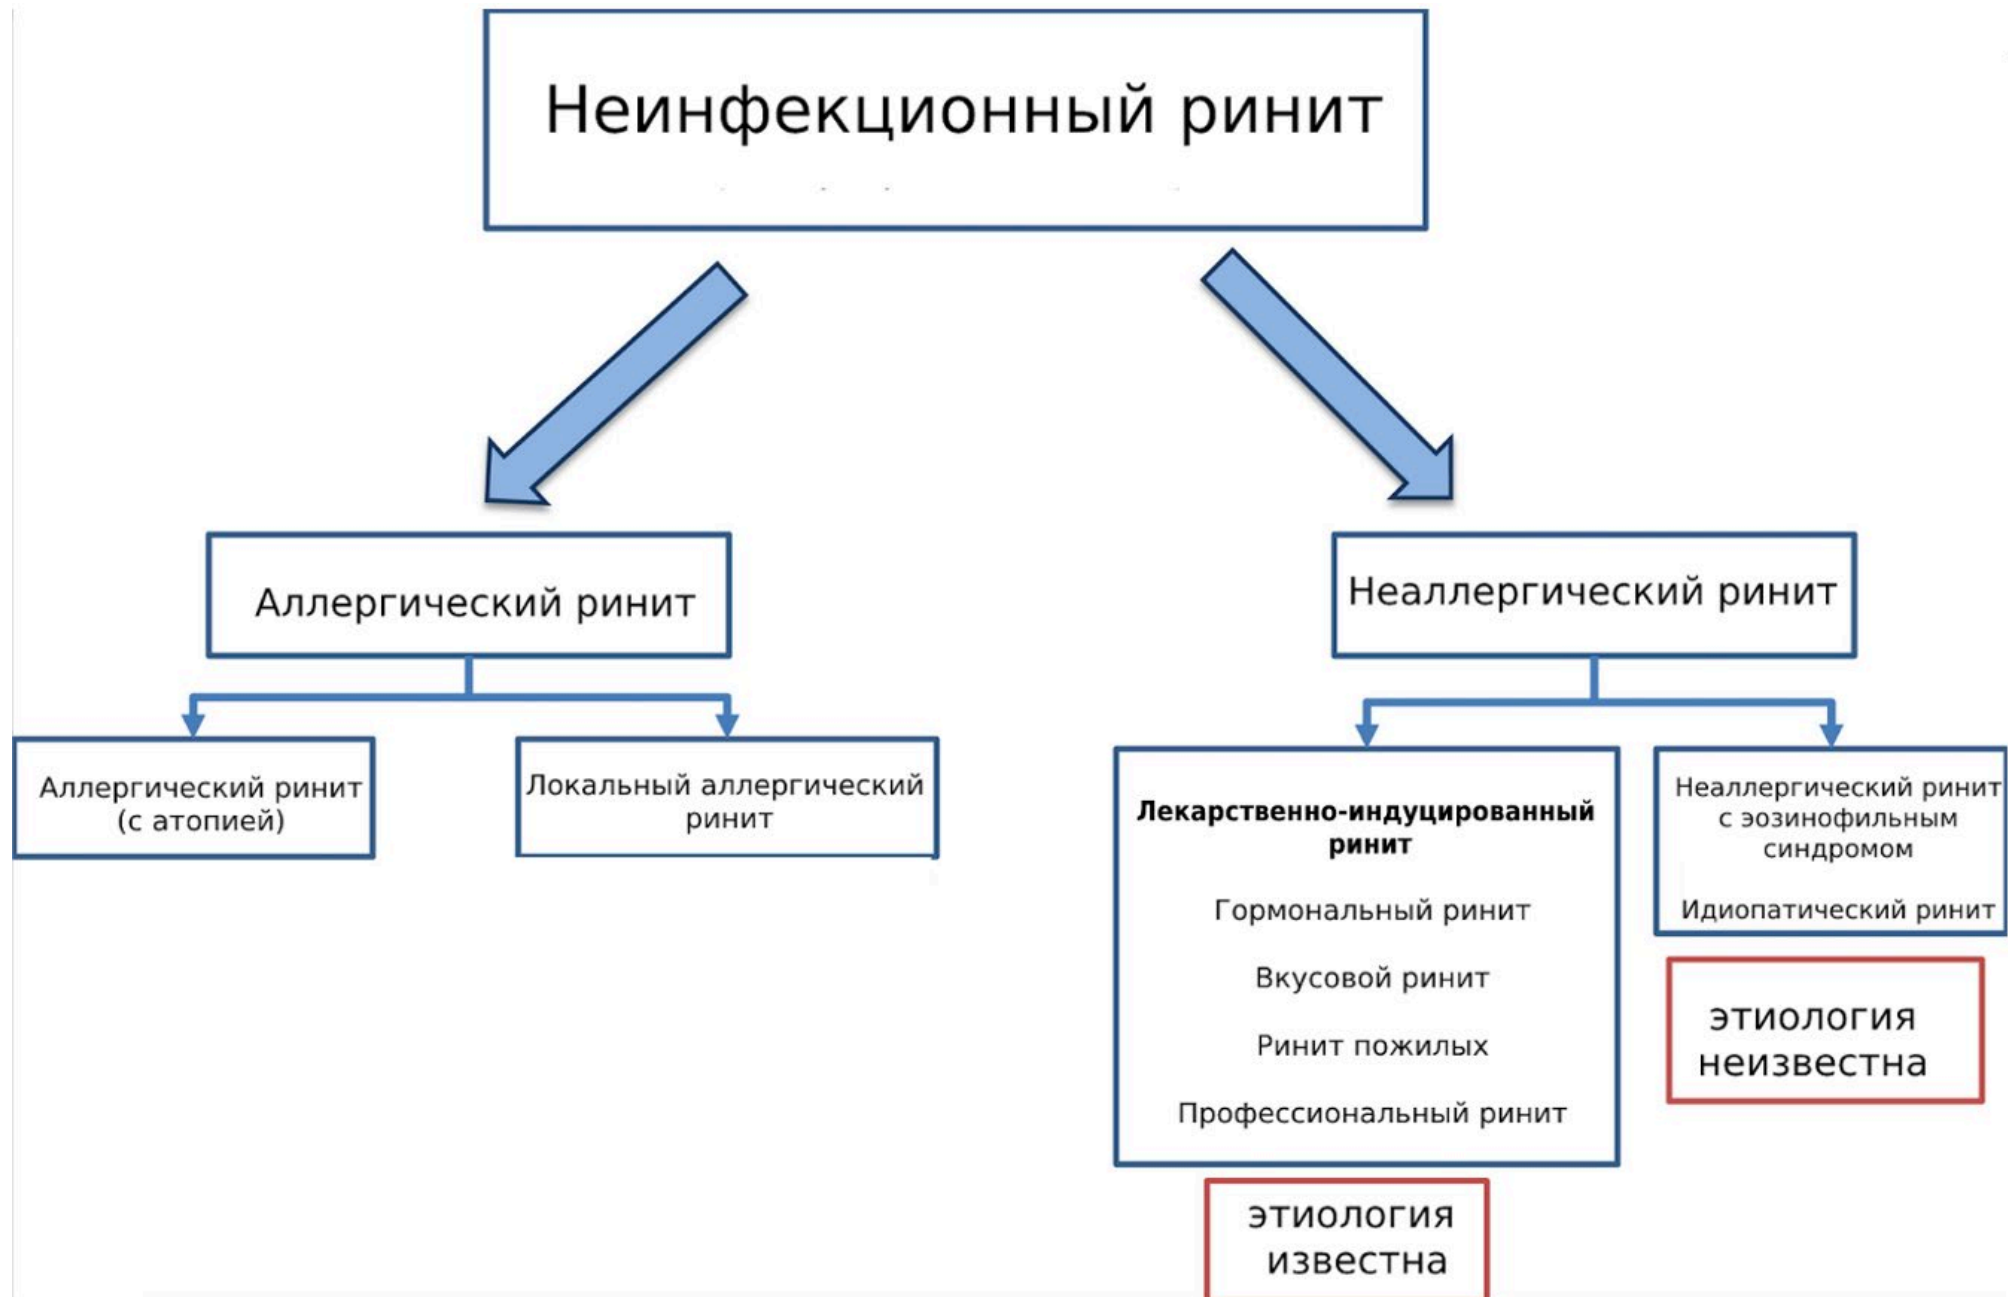 Неинфекционный ринит
Аллергический ринит
Неаллергический ринит
Аллергический ринит
(с атопией)
Локальный аллергический
ринит
Лекарственно-индуцированный
ринит
Гормональный ринит
Вкусовой ринит
Ринит пожилых
Профессиональный ринит
этиология
известна
Неаллергический ринит
с эозинофильным
синдромом
Идиопатический ринит
этиология
неизвестна